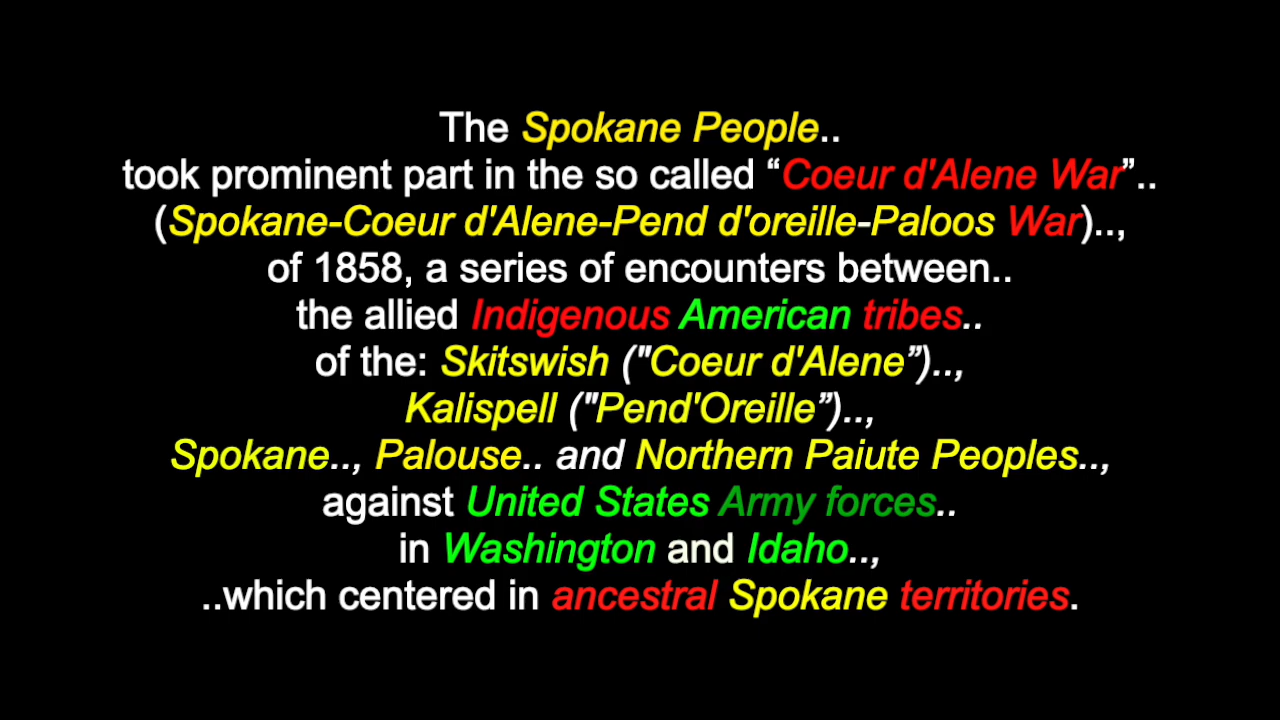 The Spokane People..
took prominent part in the so called “Coeur d'Alene War”..
(Spokane-Coeur d'Alene-Pend d'oreille-Paloos War)..,
of 1858, a series of encounters between..
the allied Indigenous American tribes..
of the: Skitswish ("Coeur d'Alene”)..,
Kalispell ("Pend'Oreille”)..,
Spokane.., Palouse.. and Northern Paiute Peoples..,
against United States Army forces..
in Washington and Idaho..,
..which centered in ancestral Spokane territories.